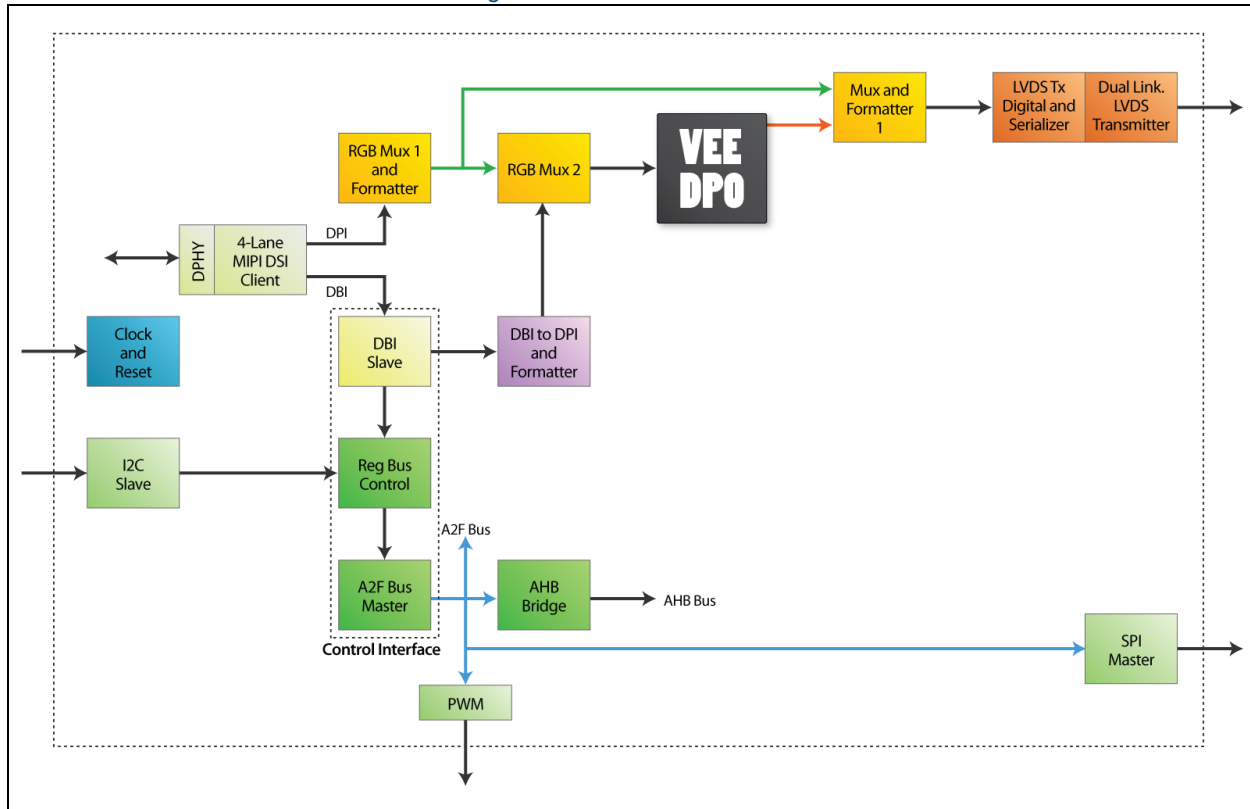 LVDS Tx
Digital and
Serializer
Dual Link.
LVDS
Transmitter
Mux and
Formatter
1
VEE
DPO
RGB Mux 1
and
Formatter
RGB Mux 2
DPHY
4-Lane
MIPI DSI
Client
DPI
DBI
Clock
and
Reset
DBI
Slave
DBI to DPI
and
Formatter
I2C
Slave
Reg Bus
Control
A2F Bus
A2F Bus
Master
AHB
Bridge
AHB Bus
Control Interface
SPI
Master
PWM